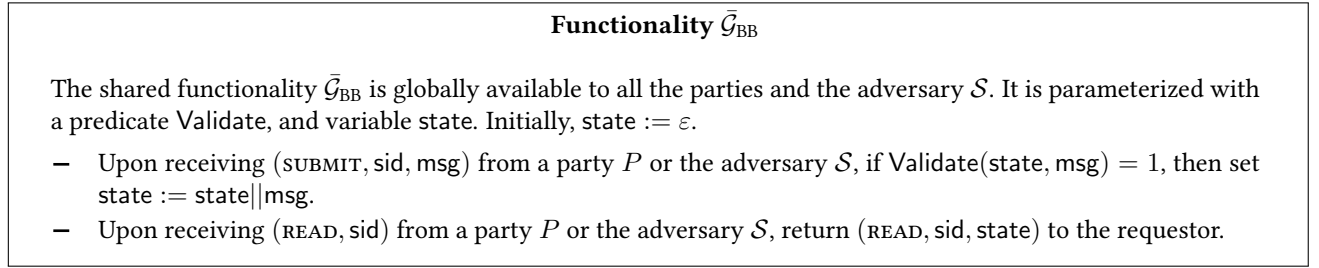 Functionality 𝒢̄_BB
The shared functionality 𝒢̄_BB is globally available to all the parties and the adversary 𝒮. It is parameterized with
a predicate Validate, and variable state. Initially, state := ε.
– Upon receiving (SUBMIT, sid, msg) from a party P or the adversary 𝒮, if Validate(state, msg) = 1, then set
state := state||msg.
– Upon receiving (READ, sid) from a party P or the adversary 𝒮, return (READ, sid, state) to the requestor.